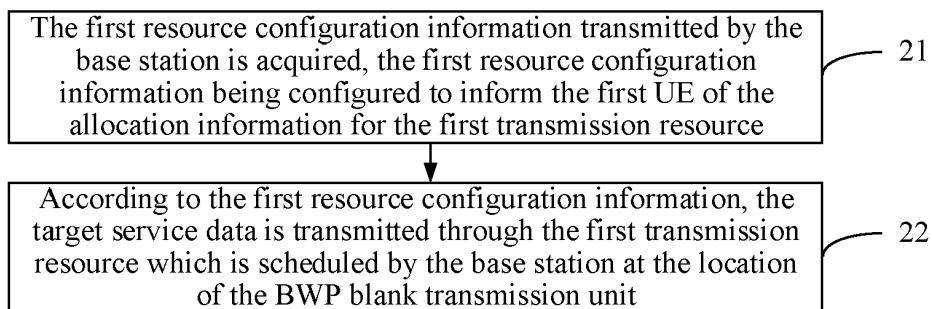 The first resource configuration information transmitted by the
base station is acquired, the first resource configuration
information being configured to inform the first UE of the
allocation information for the first transmission resource
21
According to the first resource configuration information, the
target service data is transmitted through the first transmission
resource which is scheduled by the base station at the location
of the BWP blank transmission unit
22